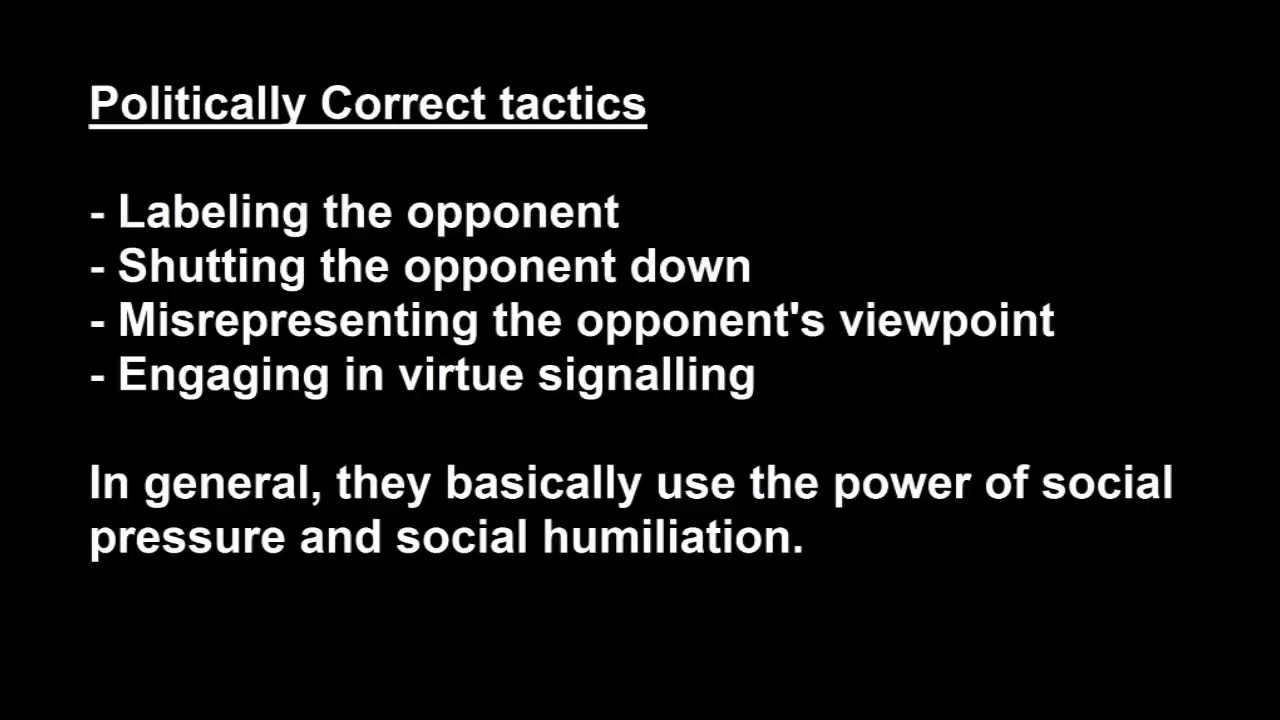 Politically Correct tactics
- Labeling the opponent
- Shutting the opponent down
- Misrepresenting the opponent's viewpoint
- Engaging in virtue signalling
In general, they basically use the power of social
pressure and social humiliation.